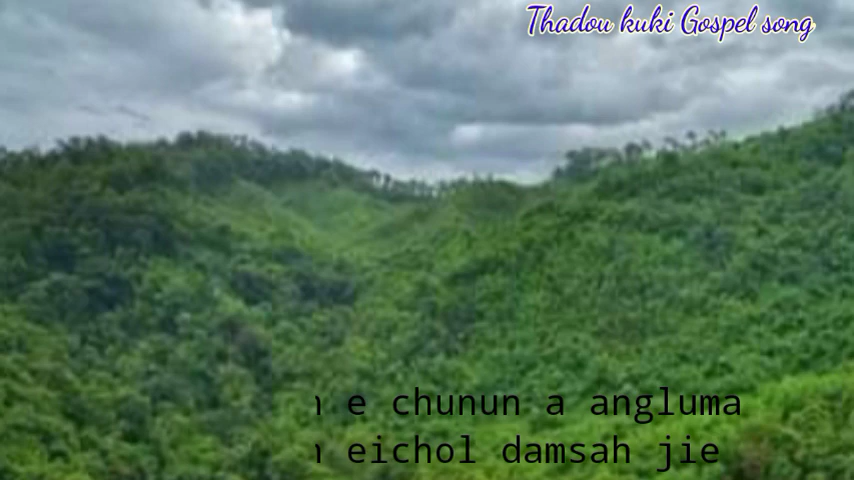 Thadou kuki Gospel song
e chunun a angluma
eichol damsah jie